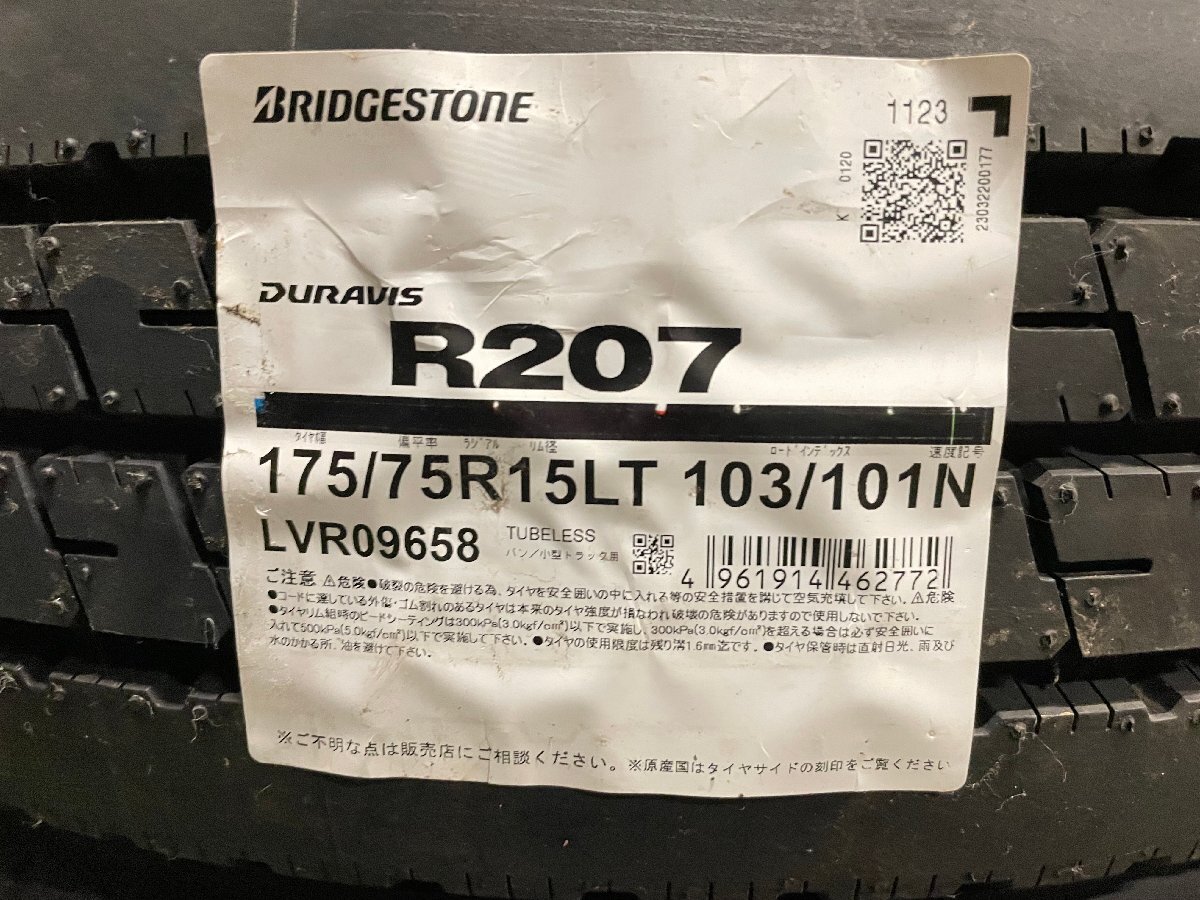 BRIDGESTONE
1123
K 0120
23032200177
DURAVIS
R207
タイヤ幅 偏平率 ラジアル リム径 ロードインデックス 速度記号
175/75R15LT 103/101N
LVR09658 TUBELESS
バン／小型トラック用
4 961914 462772
ご注意 ⚠危険●破裂の危険を避ける為、タイヤを安全囲いの中に入れる等の安全措置を講じて空気充填して下さい。⚠危険
●コードに達している外傷・ゴム割れのあるタイヤは本来のタイヤ強度が損なわれ破壊の危険がありますので使用しないで下さい。
●タイヤリム組時のビードシーティングは300kPa(3.0kgf/cm²)以下で実施し、300kPa(3.0kgf/cm²)を超える場合は必ず安全囲いに
入れて500kPa(5.0kgf/cm²)以下で実施して下さい。●タイヤの使用限度は残り溝1.6mm迄です。●タイヤ保管時は直射日光、雨及び
水のかかる所、油を避けて下さい。
※ご不明な点は販売店にご相談ください。※原産国はタイヤサイドの刻印をご覧ください